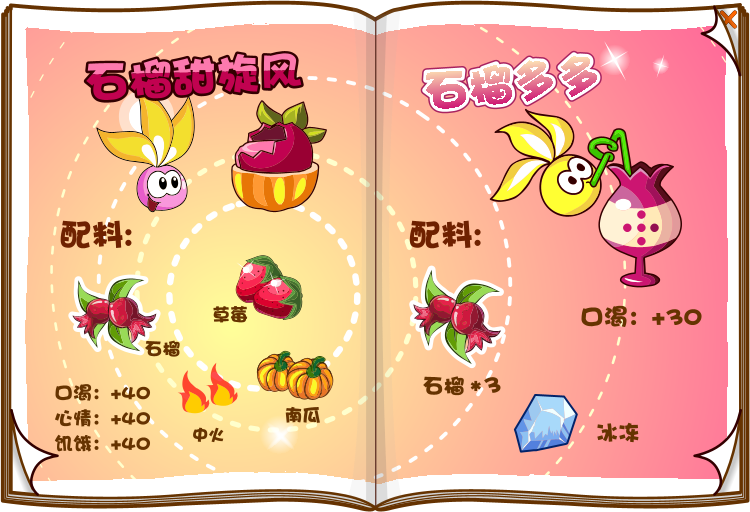 石榴甜旋风
配料:
草莓
石榴
口渴: +40
心情: +40
饥饿: +40
中火
南瓜
石榴多多
配料:
口渴: +30
石榴*3
冰冻